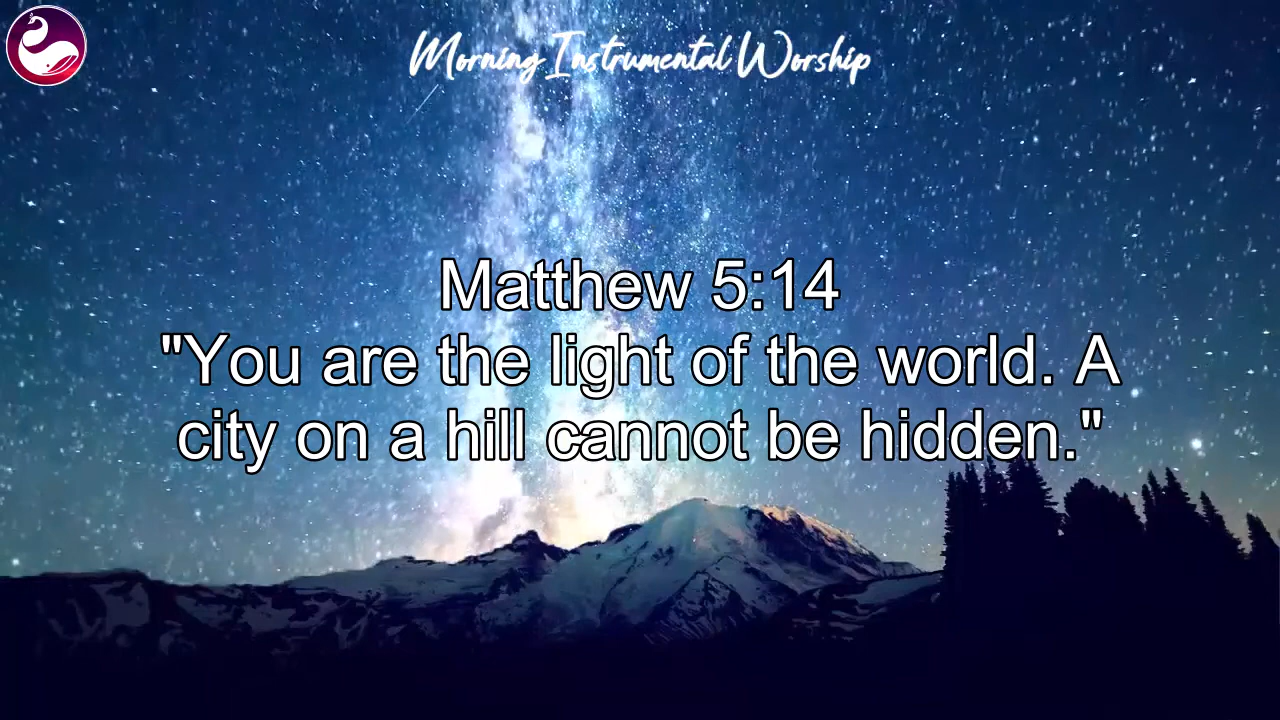 Morning Instrumental Worship
Matthew 5:14
"You are the light of the world. A
city on a hill cannot be hidden."